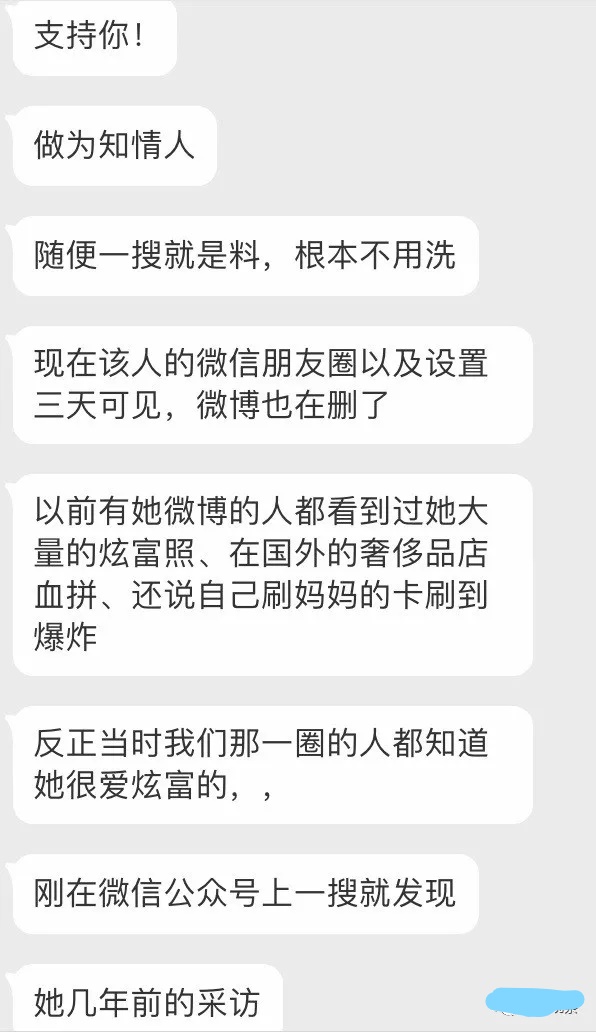 支持你！
做为知情人
随便一搜就是料，根本不用洗
现在该人的微信朋友圈以及设置
三天可见，微博也在删了
以前有她微博的人都看到过她大
量的炫富照、在国外的奢侈品店
血拼、还说自己刷妈妈的卡刷到
爆炸
反正当时我们那一圈的人都知道
她很爱炫富的，，
刚在微信公众号上一搜就发现
她几年前的采访